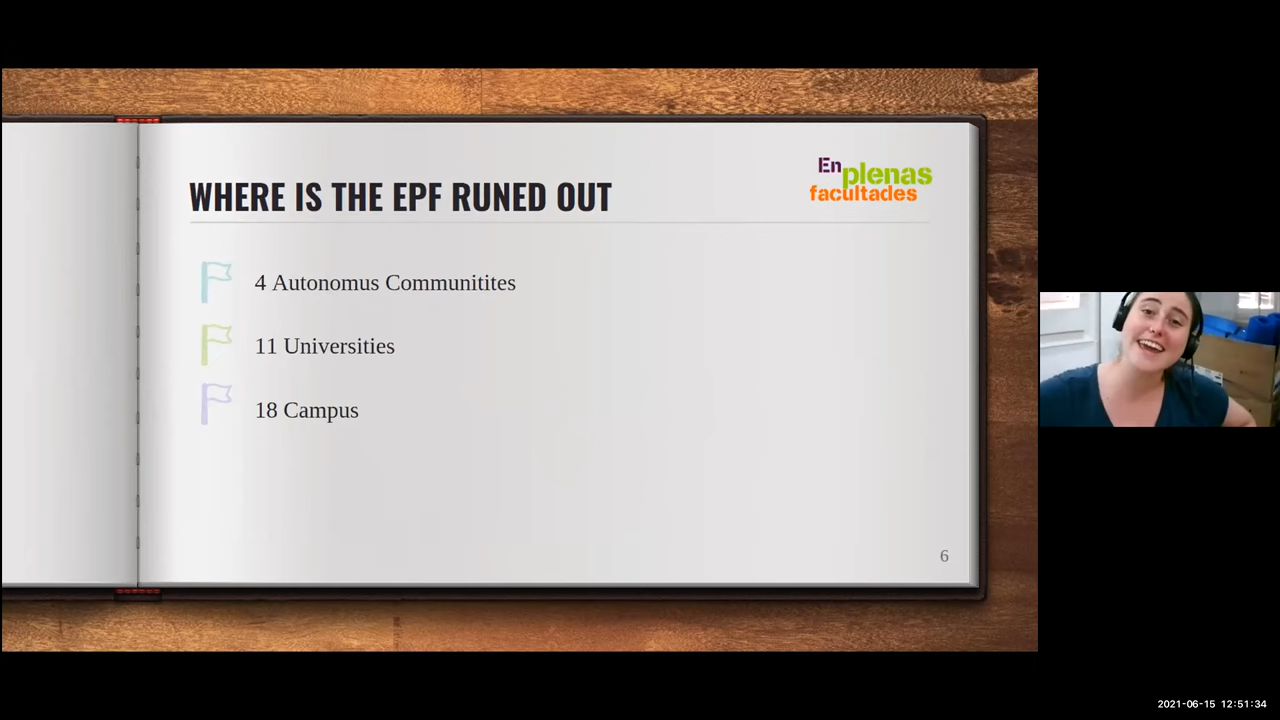 WHERE IS THE EPF RUNED OUT
En
plenas
facultades
4 Autonomus Communitites
11 Universities
18 Campus
6
2021-06-15 12:51:34